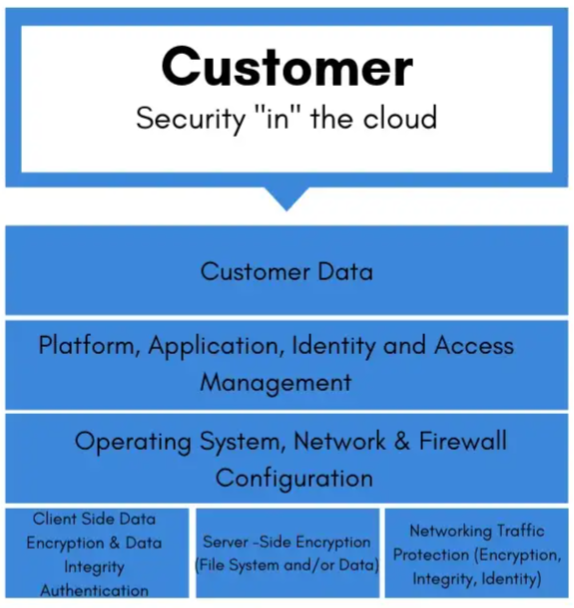 Customer
Security "in" the cloud
Customer Data
Platform, Application, Identity and Access
Management
Operating System, Network & Firewall
Configuration
Client Side Data
Encryption & Data
Integrity
Authentication
Server -Side Encryption
(File System and/or Data)
Networking Traffic
Protection (Encryption,
Integrity, Identity)